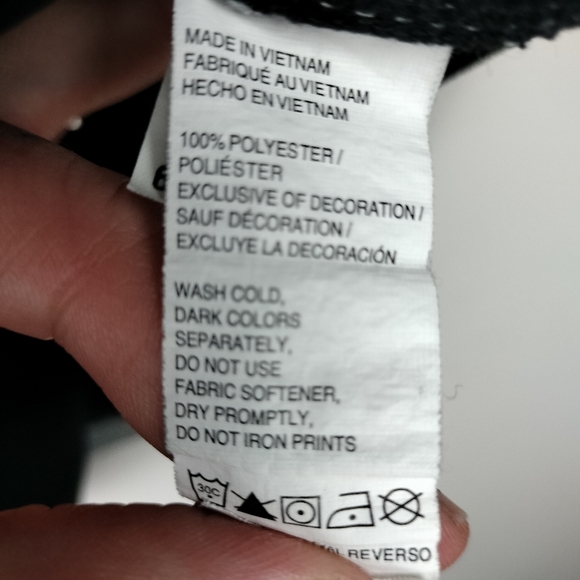 MADE IN VIETNAM
FABRIQUÉ AU VIETNAM
HECHO EN VIETNAM
100% POLYESTER /
POLIÉSTER
EXCLUSIVE OF DECORATION /
SAUF DÉCORATION /
EXCLUYE LA DECORACIÓN
WASH COLD,
DARK COLORS
SEPARATELY,
DO NOT USE
FABRIC SOFTENER,
DRY PROMPTLY,
DO NOT IRON PRINTS
30C
REVERSO